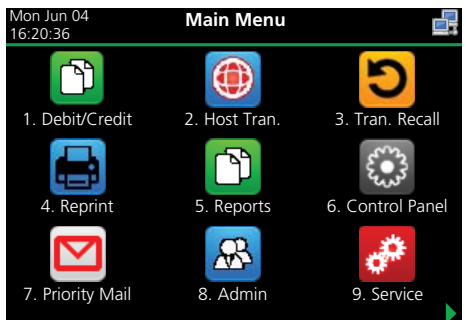 Mon Jun 04
16:20:36
Main Menu
1. Debit/Credit
2. Host Tran.
3. Tran. Recall
4. Reprint
5. Reports
6. Control Panel
7. Priority Mail
8. Admin
9. Service